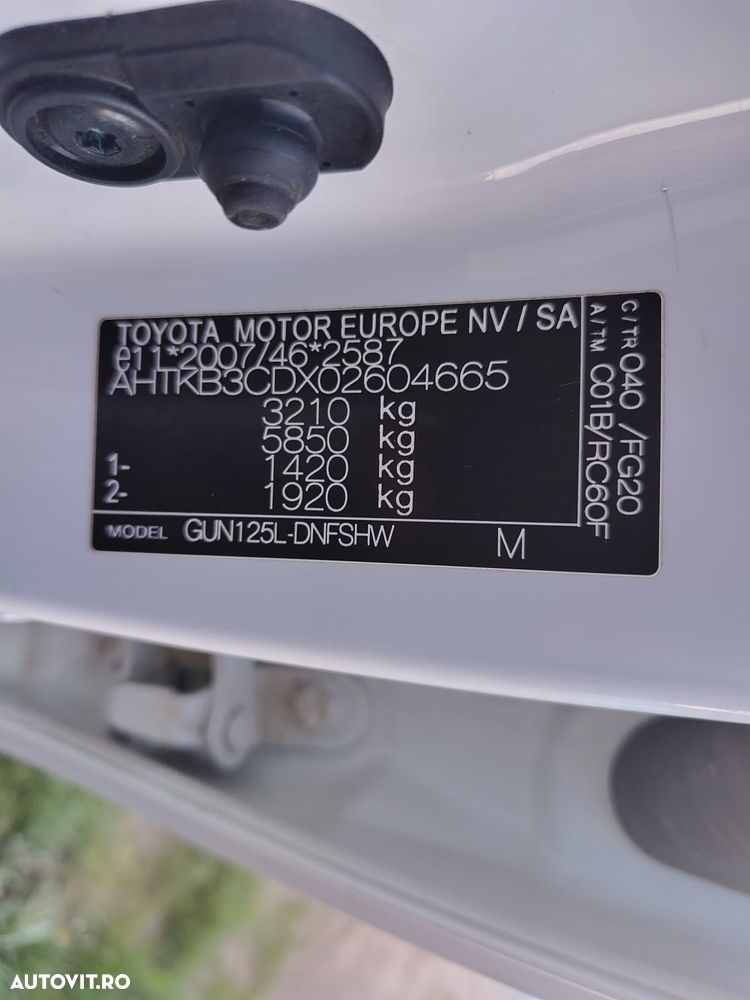 TOYOTA MOTOR EUROPE NV / SA
e11*2007/46*2587
AHTKB3CDX02604665
3210 kg
5850 kg
1- 1420 kg
2- 1920 kg
MODEL GUN125L-DNFSHW M
C/TR 040 /FG20
A/TM C01B/RC60F
AUTOVIT.RO